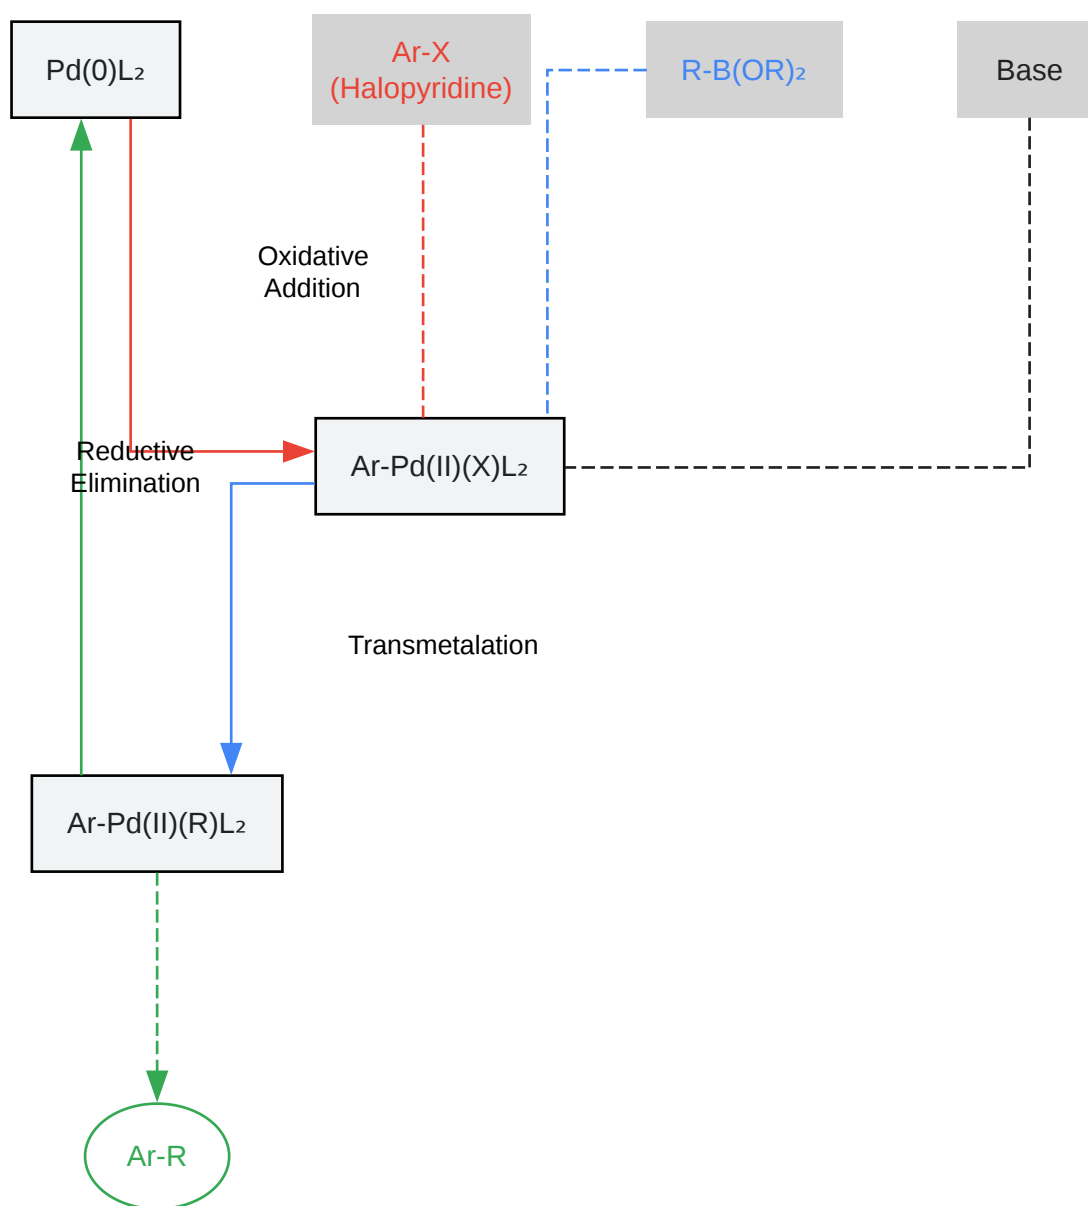 Pd(0)L₂
Ar-X
(Halopyridine)
R-B(OR)₂
Base
Oxidative
Addition
Reductive
Elimination
Ar-Pd(II)(X)L₂
Transmetalation
Ar-Pd(II)(R)L₂
Ar-R